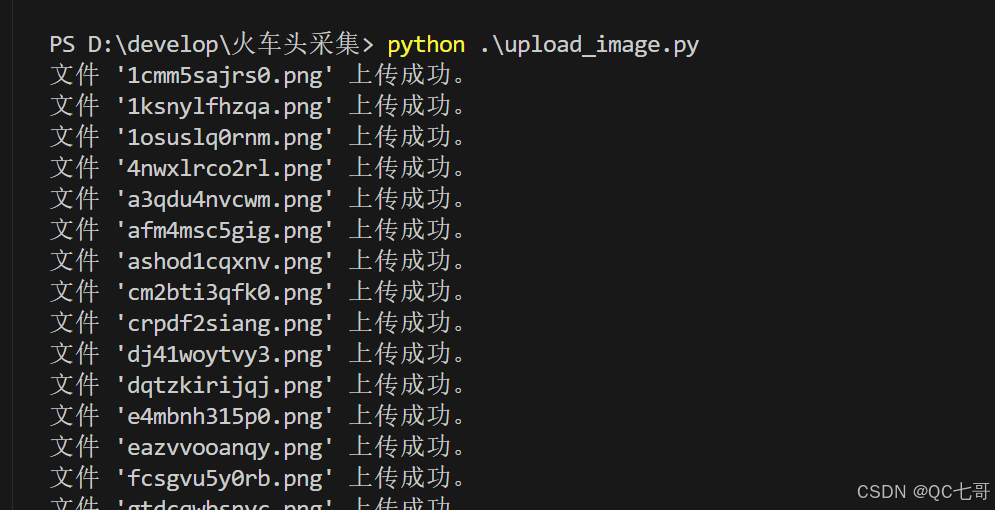 PS D:\develop\火车头采集> python .\upload_image.py
文件 '1cmm5sajrs0.png' 上传成功。
文件 '1ksnylfhzqa.png' 上传成功。
文件 '1osuslq0rnm.png' 上传成功。
文件 '4nwxlrco2rl.png' 上传成功。
文件 'a3qdu4nvcwm.png' 上传成功。
文件 'afm4msc5gig.png' 上传成功。
文件 'ashod1cqxnv.png' 上传成功。
文件 'cm2bti3qfk0.png' 上传成功。
文件 'crpdf2siang.png' 上传成功。
文件 'dj41woytvy3.png' 上传成功。
文件 'dqtzkirijqj.png' 上传成功。
文件 'e4mbnh315p0.png' 上传成功。
文件 'eazvvooanqy.png' 上传成功。
文件 'fcsgvu5y0rb.png' 上传成功。
文件 上传成功。
CSDN @QC七哥